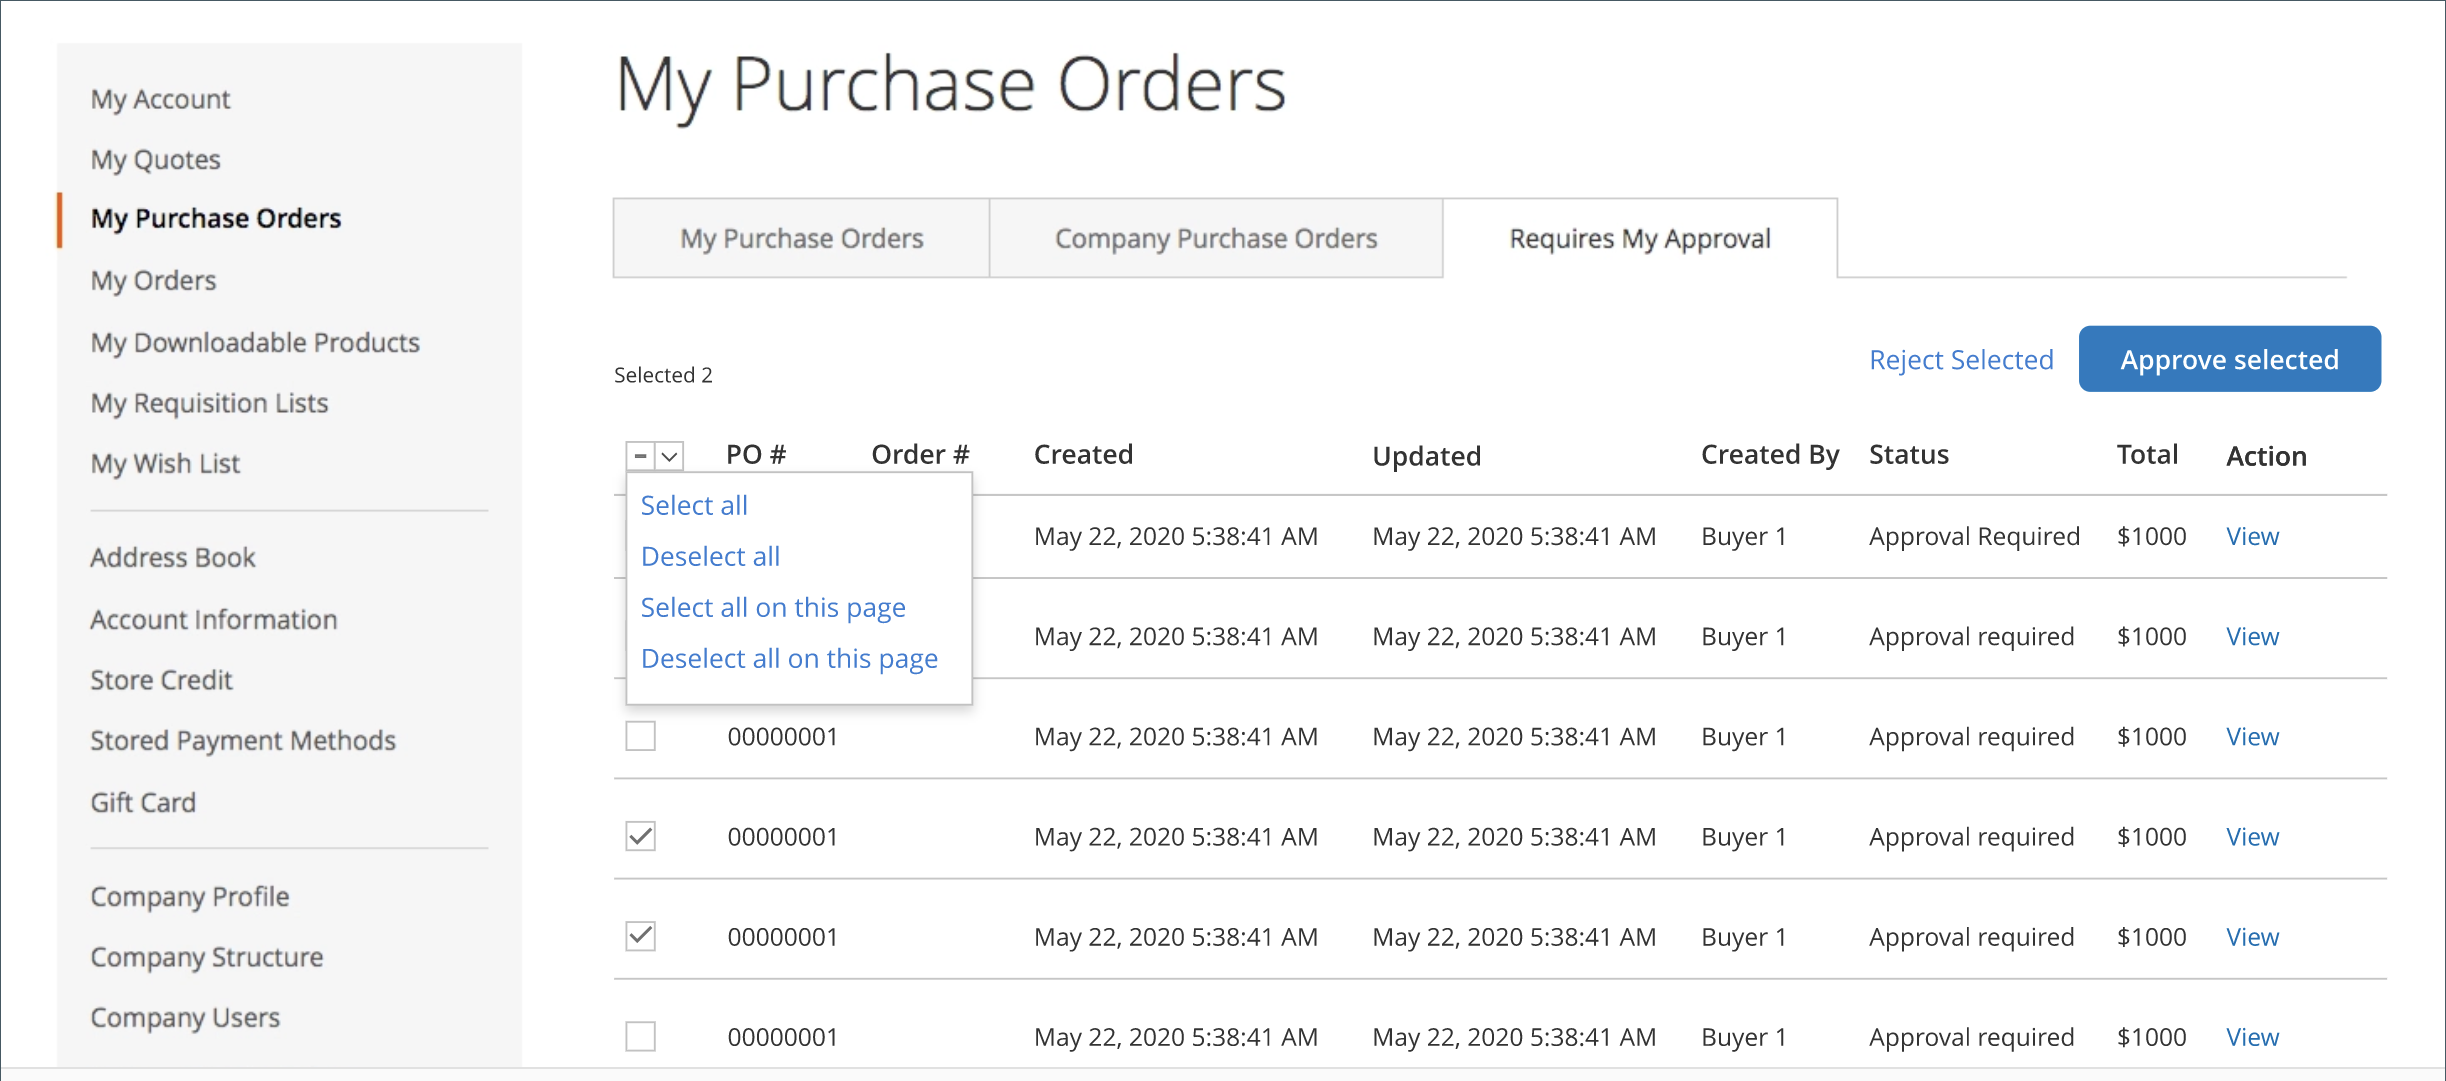 My Account
My Quotes
My Purchase Orders
My Orders
My Downloadable Products
My Requisition Lists
My Wish List
Address Book
Account Information
Store Credit
Stored Payment Methods
Gift Card
Company Profile
Company Structure
Company Users
My Purchase Orders
My Purchase Orders Company Purchase Orders Requires My Approval
Selected 2 Reject Selected Approve selected
PO # Order # Created Updated Created By Status Total Action
Select all
Deselect all
Select all on this page
Deselect all on this page
May 22, 2020 5:38:41 AM May 22, 2020 5:38:41 AM Buyer 1 Approval Required $1000 View
May 22, 2020 5:38:41 AM May 22, 2020 5:38:41 AM Buyer 1 Approval required $1000 View
00000001 May 22, 2020 5:38:41 AM May 22, 2020 5:38:41 AM Buyer 1 Approval required $1000 View
00000001 May 22, 2020 5:38:41 AM May 22, 2020 5:38:41 AM Buyer 1 Approval required $1000 View
00000001 May 22, 2020 5:38:41 AM May 22, 2020 5:38:41 AM Buyer 1 Approval required $1000 View
00000001 May 22, 2020 5:38:41 AM May 22, 2020 5:38:41 AM Buyer 1 Approval required $1000 View